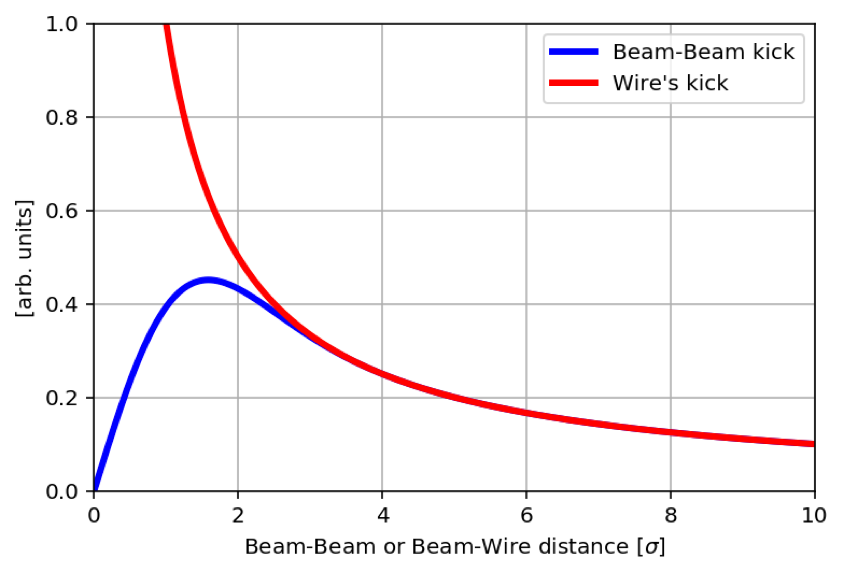 1.0
0.8
0.6
0.4
0.2
0.0
[arb. units]
Beam-Beam kick
Wire's kick
0 2 4 6 8 10
Beam-Beam or Beam-Wire distance [σ]